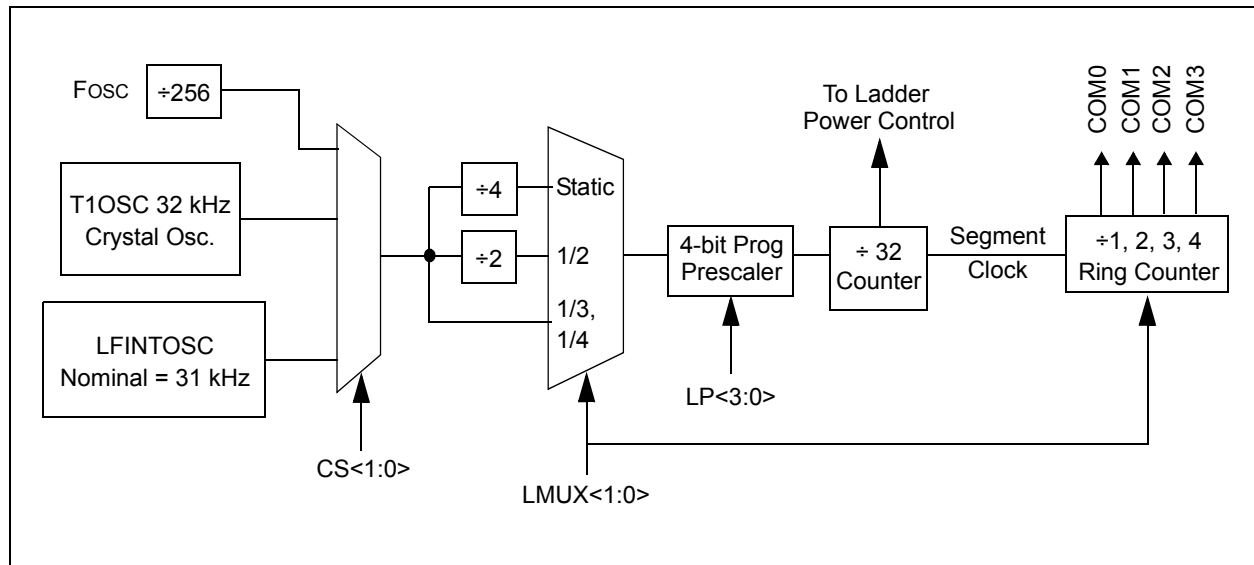 FOSC
÷256
T1OSC 32 kHz
Crystal Osc.
LFINTOSC
Nominal = 31 kHz
CS<1:0>
÷4
÷2
Static
1/2
1/3,
1/4
LMUX<1:0>
4-bit Prog
Prescaler
LP<3:0>
To Ladder
Power Control
÷ 32
Counter
Segment
Clock
COM0
COM1
COM2
COM3
÷1, 2, 3, 4
Ring Counter